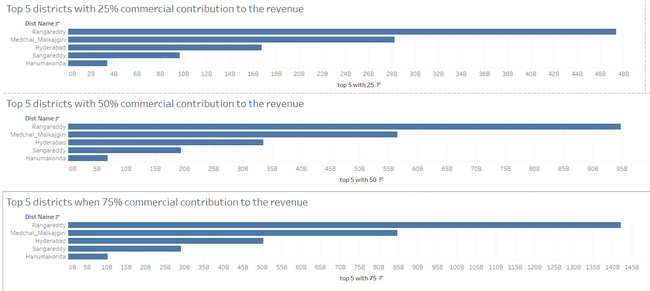 Top 5 districts with 25% commercial contribution to the revenue
Dist Name
Rangareddy
Medchal_Malkajgiri
Hyderabad
Sangareddy
Hanumakonda
0B 2B 4B 6B 8B 10B 12B 14B 16B 18B 20B 22B 24B 26B 28B 30B 32B 34B 36B 38B 40B 42B 44B 46B 48B
top 5 with 25
Top 5 districts with 50% commercial contribution to the revenue
Dist Name
Rangareddy
Medchal_Malkajgiri
Hyderabad
Sangareddy
Hanumakonda
0B 5B 10B 15B 20B 25B 30B 35B 40B 45B 50B 55B 60B 65B 70B 75B 80B 85B 90B 95B
top 5 with 50
Top 5 districts when 75% commercial contribution to the revenue
Dist Name
Rangareddy
Medchal_Malkajgiri
Hyderabad
Sangareddy
Hanumakonda
0B 5B 10B 15B 20B 25B 30B 35B 40B 45B 50B 55B 60B 65B 70B 75B 80B 85B 90B 95B 100B 105B 110B 115B 120B 125B 130B 135B 140B 145B
top 5 with 75